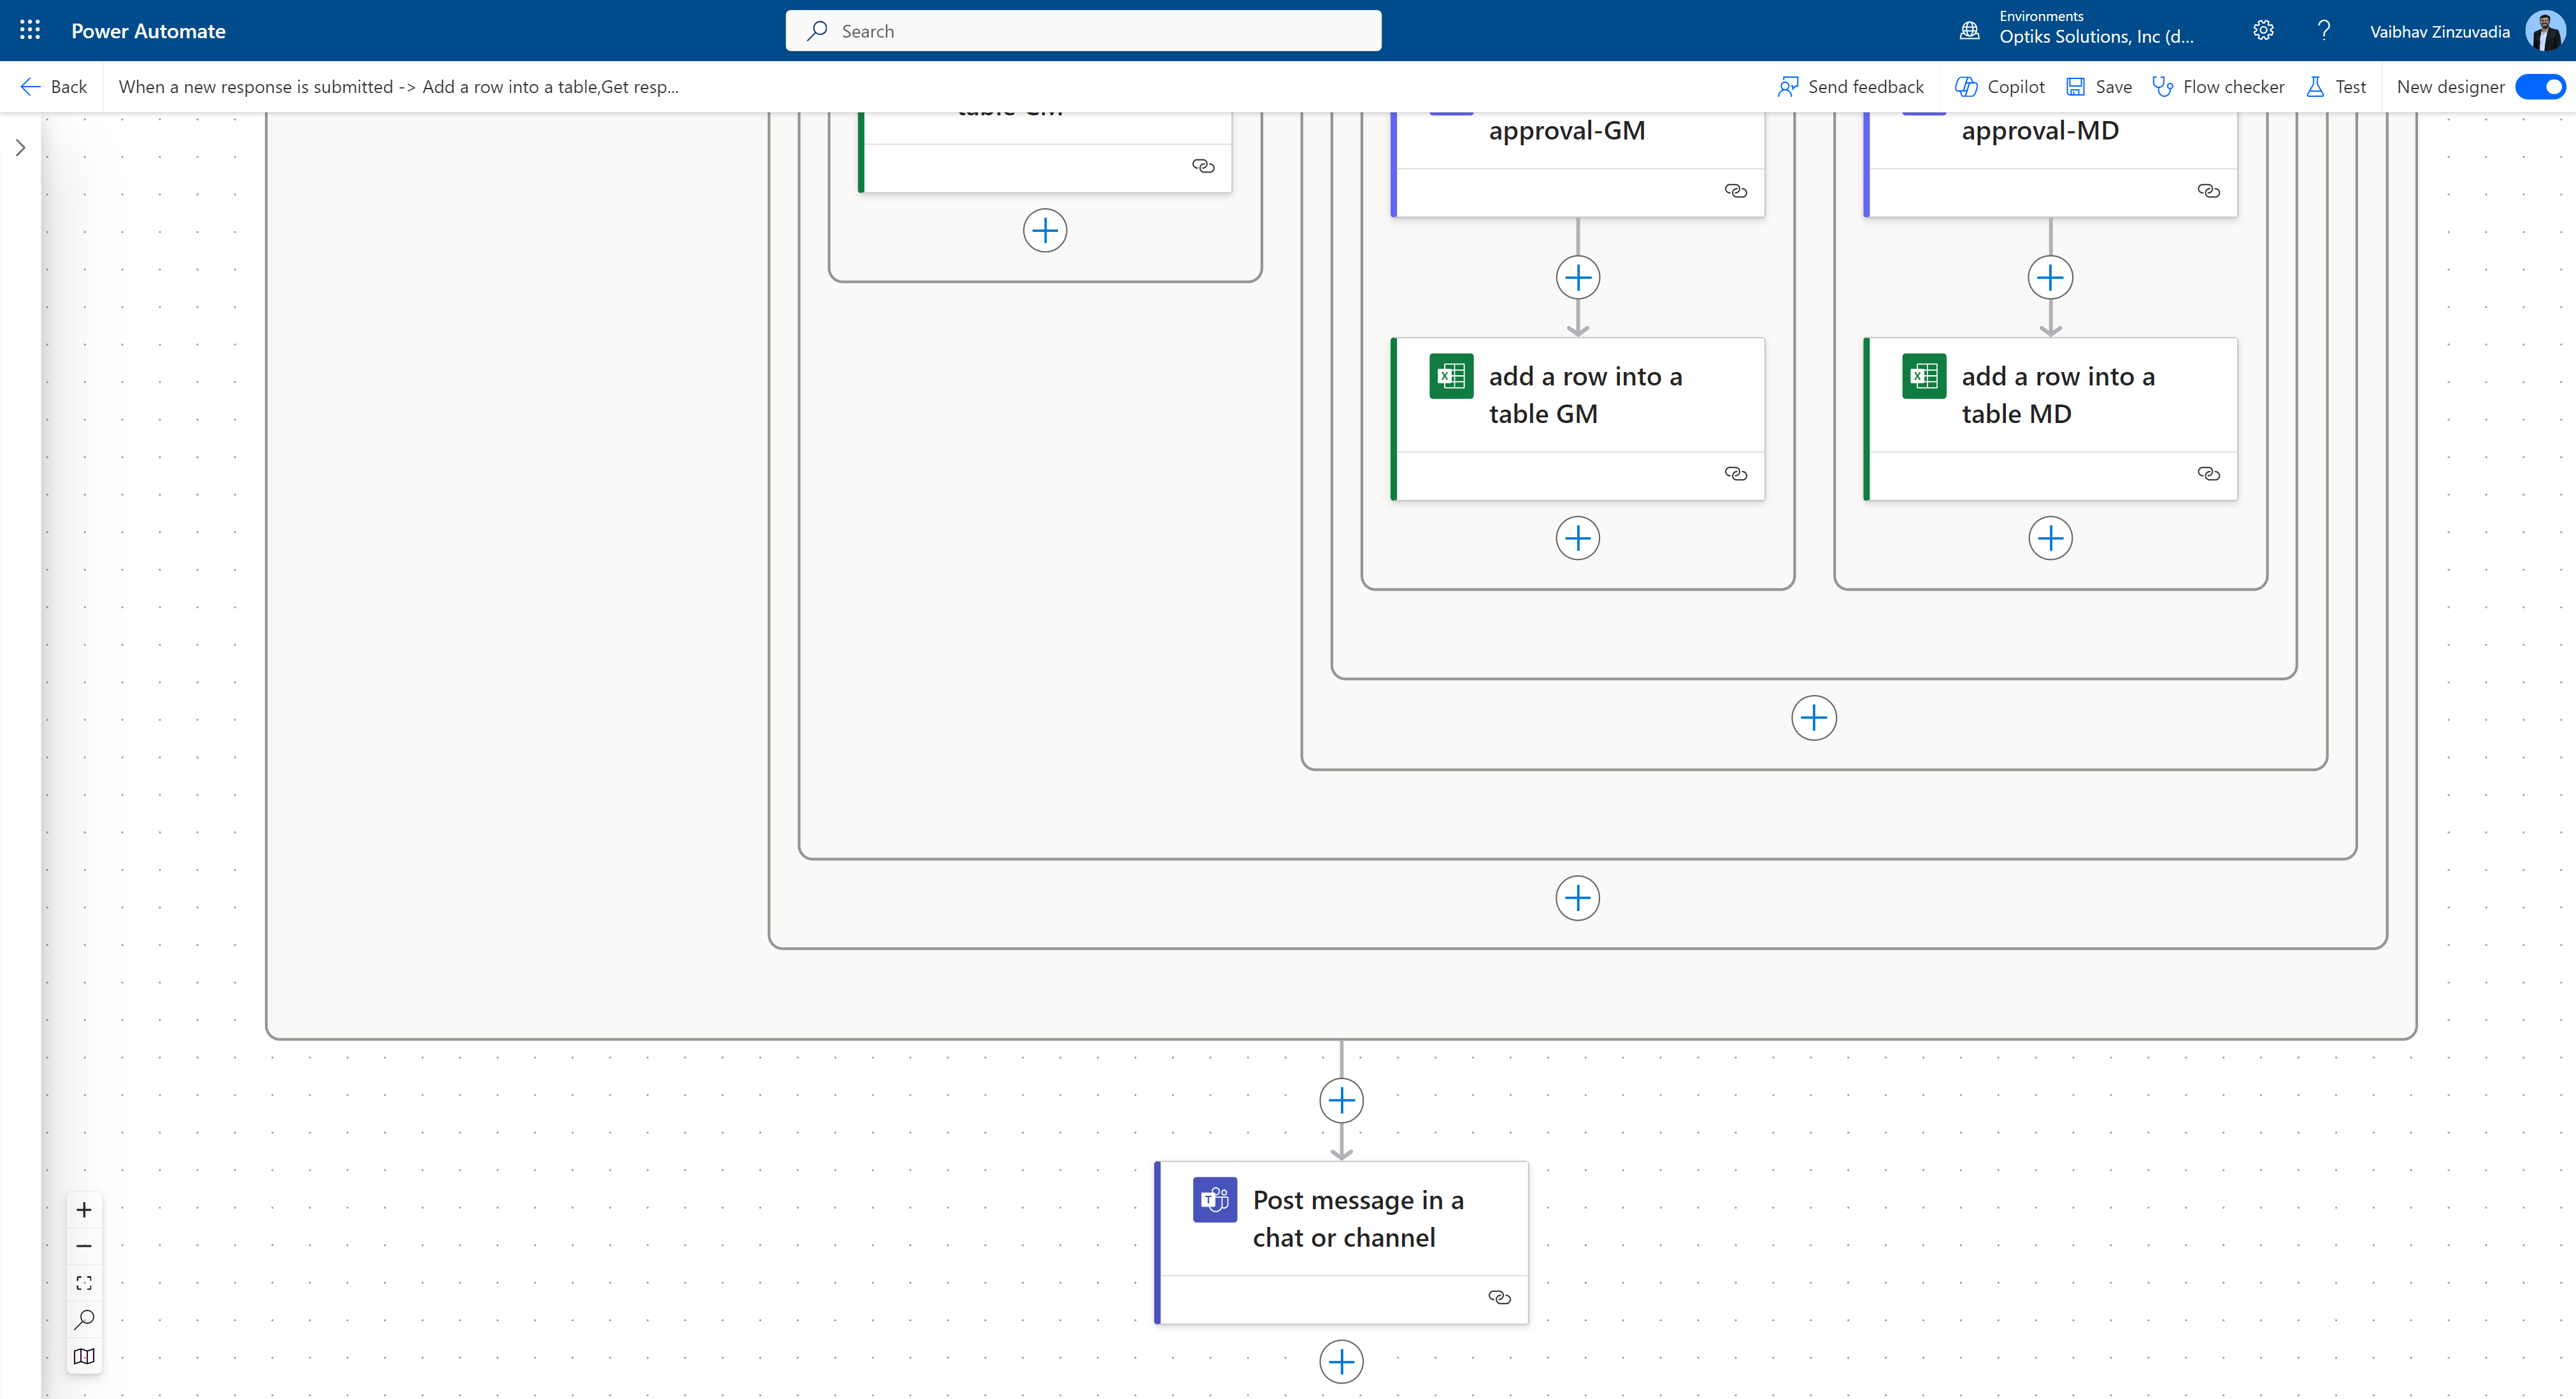 Power Automate
Search
Environments
Optiks Solutions, Inc (d...
Vaibhav Zinzuvadia
Back
When a new response is submitted -> Add a row into a table,Get resp...
Send feedback
Copilot
Save
Flow checker
Test
New designer
table-GM
approval-GM
approval-MD
add a row into a
table GM
add a row into a
table MD
Post message in a
chat or channel